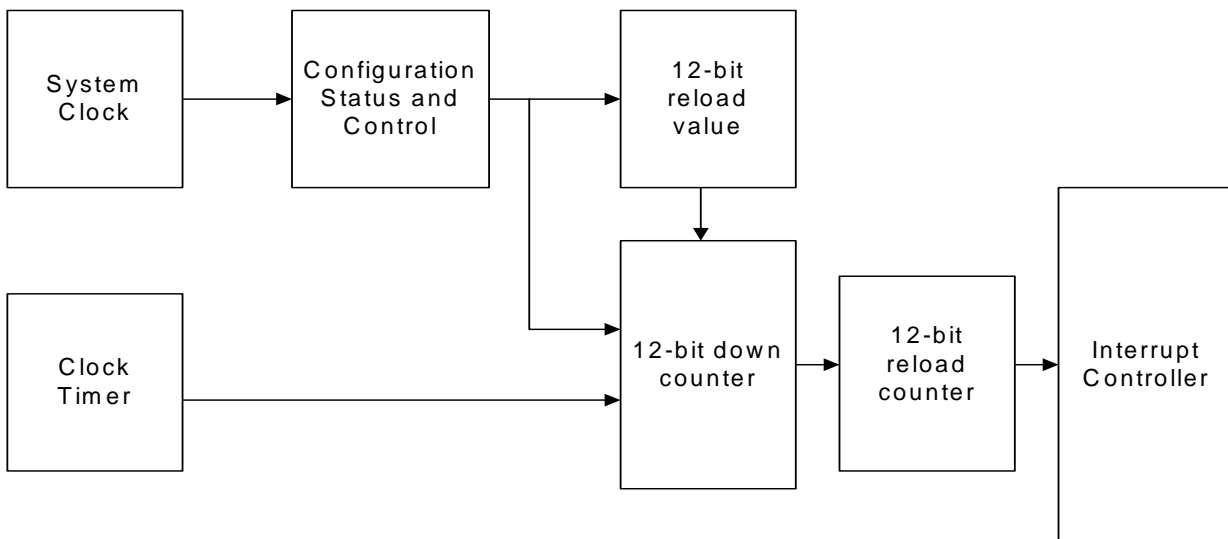 System
Clock
Configuration
Status and
Control
12-bit
reload
value
Clock
Timer
12-bit down
counter
12-bit
reload
counter
Interrupt
Controller